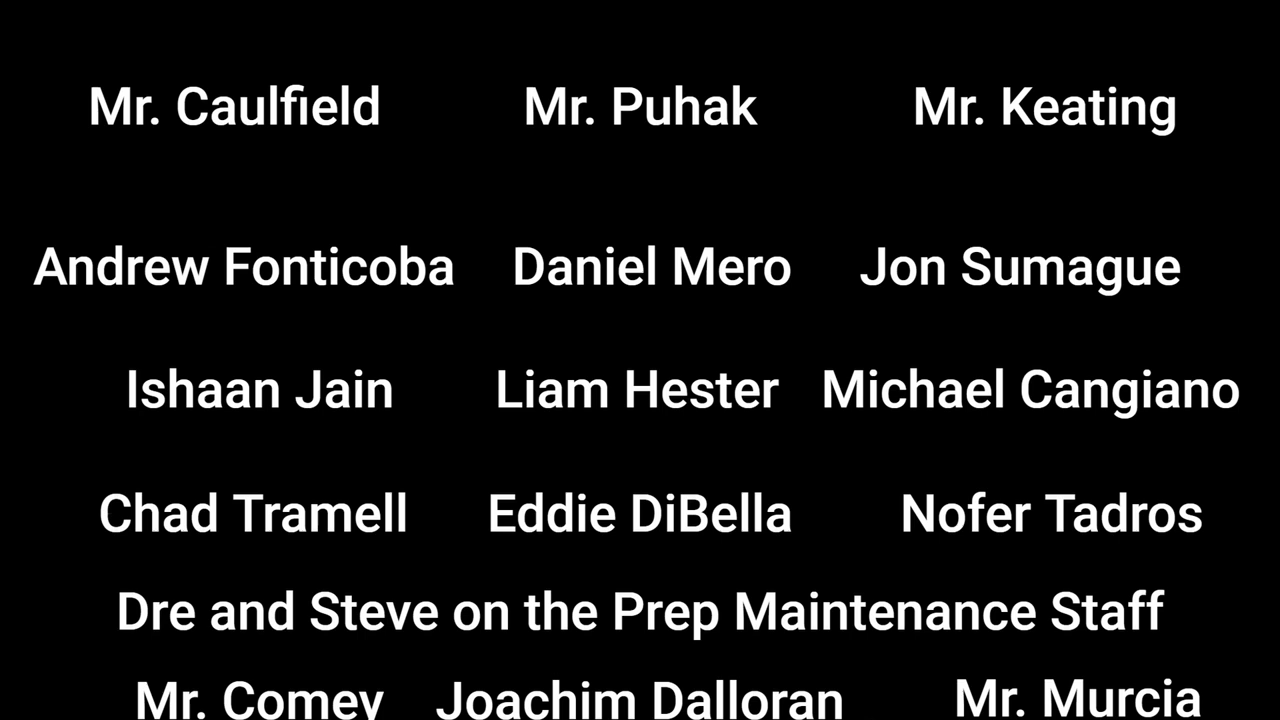 Mr. Caulfield Mr. Puhak Mr. Keating
Andrew Fonticoba Daniel Mero Jon Sumague
Ishaan Jain Liam Hester Michael Cangiano
Chad Tramell Eddie DiBella Nofer Tadros
Dre and Steve on the Prep Maintenance Staff
Mr. Comey Joachim Dalloran Mr. Murcia